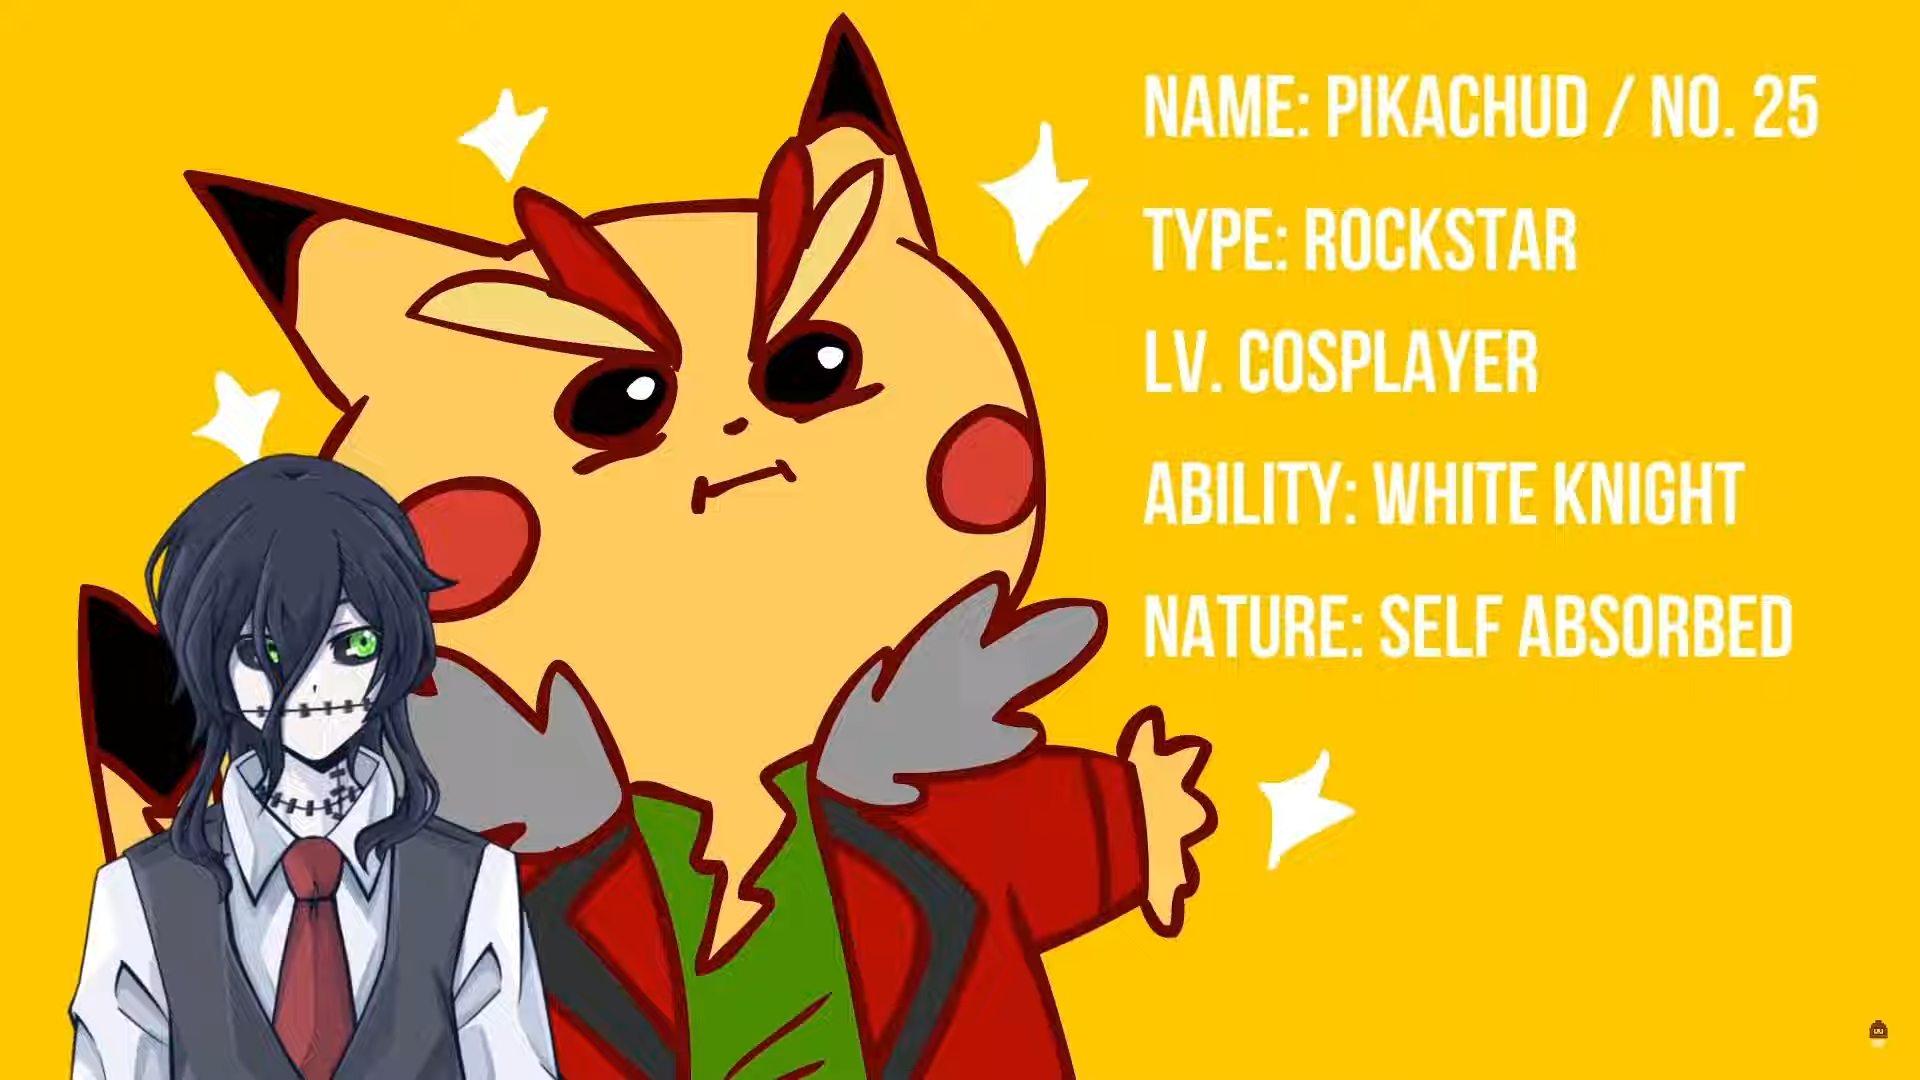 NAME: PIKACHUD / NO. 25
TYPE: ROCKSTAR
LV. COSPLAYER
ABILITY: WHITE KNIGHT
NATURE: SELF ABSORBED